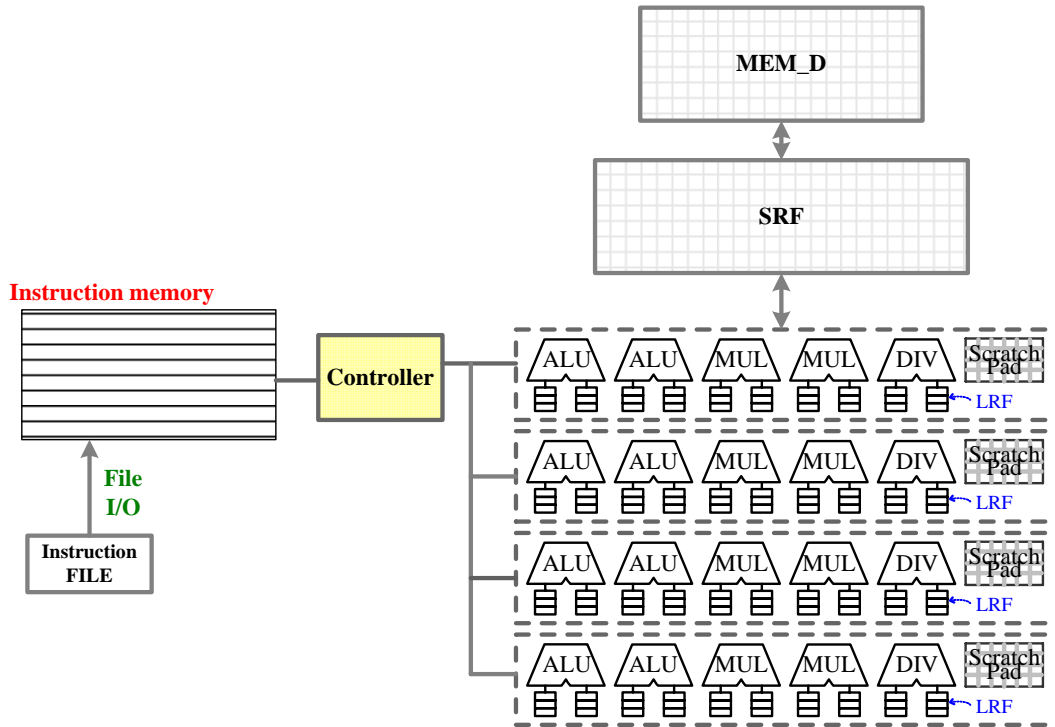 MEM_D
SRF
Instruction memory
Controller
File
I/O
Instruction
FILE
ALU ALU MUL MUL DIV Scratch
Pad
LRF
ALU ALU MUL MUL DIV Scratch
Pad
LRF
ALU ALU MUL MUL DIV Scratch
Pad
LRF
ALU ALU MUL MUL DIV Scratch
Pad
LRF